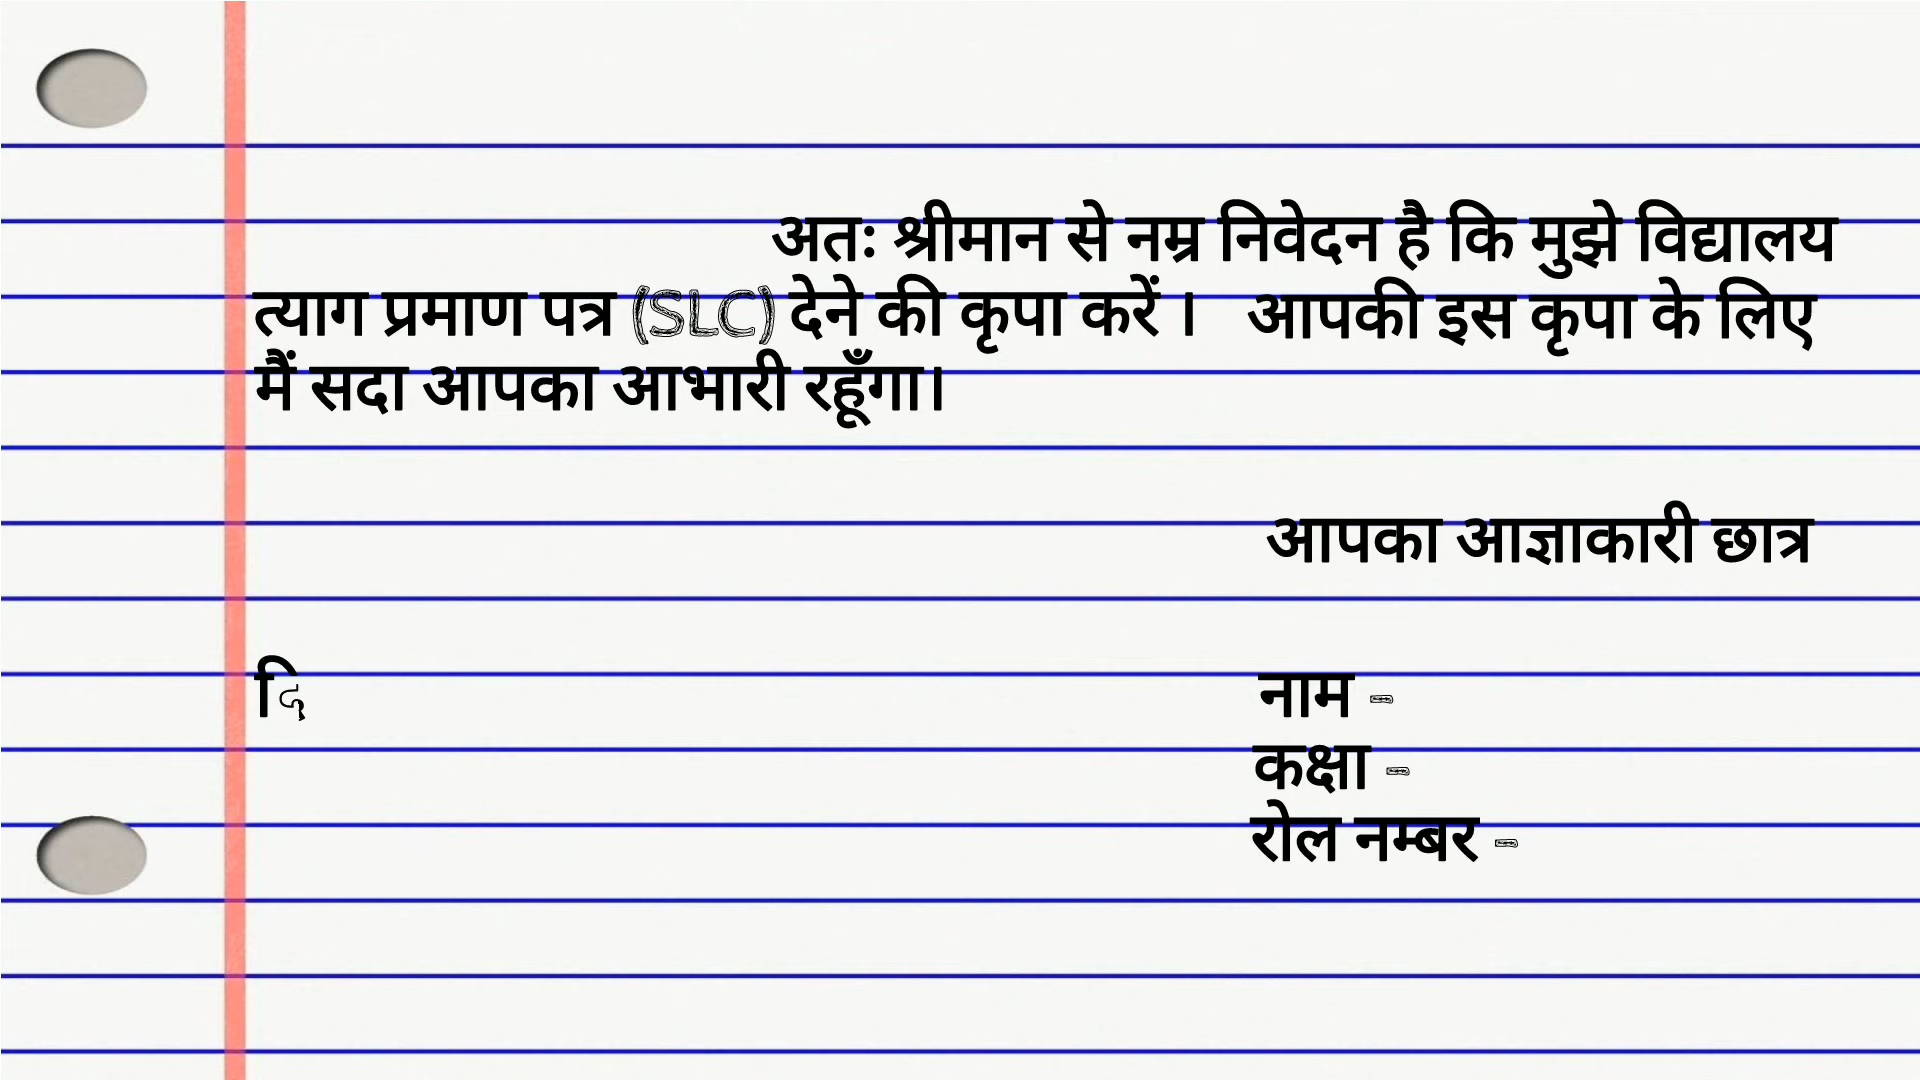 अतः श्रीमान से नम्र निवेदन है कि मुझे विद्यालय
त्याग प्रमाण पत्र (SLC) देने की कृपा करें । आपकी इस कृपा के लिए
मैं सदा आपका आभारी रहूँगा।
आपका आज्ञाकारी छात्र
नाम -
कक्षा -
रोल नम्बर -